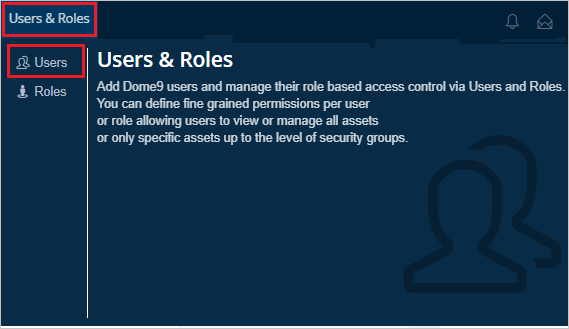 Users & Roles
Users
Roles
Users & Roles
Add Dome9 users and manage their role based access control via Users and Roles.
You can define fine grained permissions per user
or role allowing users to view or manage all assets
or only specific assets up to the level of security groups.